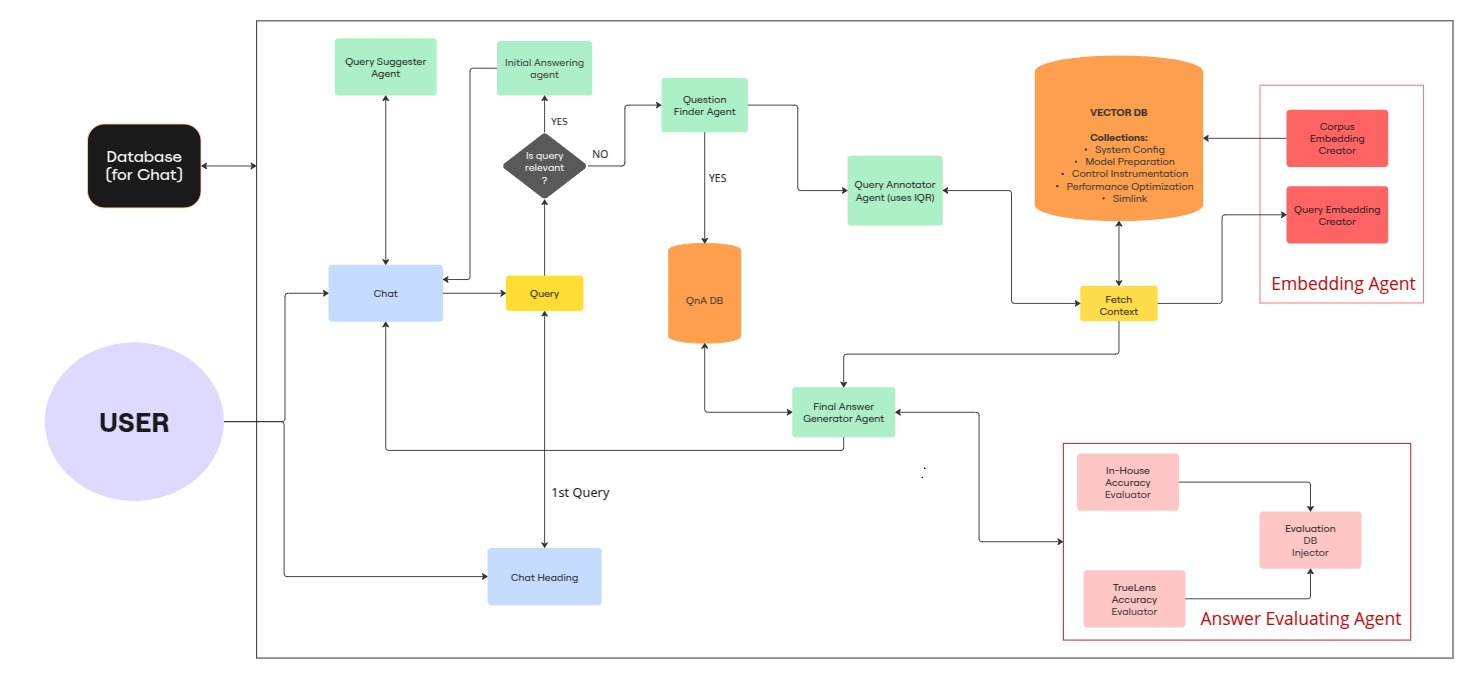 Query Suggester
Agent
Initial Answering
agent
YES
Is query
relevant
?
NO
Question
Finder Agent
YES
Query Annotator
Agent (uses IQR)
VECTOR DB
Collections:
• System Config
• Model Preparation
• Control Instrumentation
• Performance Optimization
• Simlink
Corpus
Embedding
Creator
Query Embedding
Creator
Embedding Agent
Database
(for Chat)
Chat
Query
QnA DB
Fetch
Context
USER
Final Answer
Generator Agent
1st Query
Chat Heading
In-House
Accuracy
Evaluator
Evaluation
DB
Injector
TrueLens
Accuracy
Evaluator
Answer Evaluating Agent